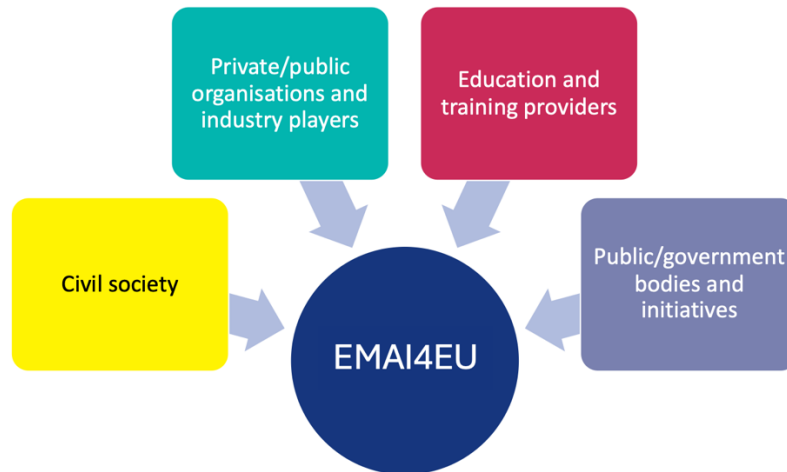 Private/public
organisations and
industry players
Education and
training providers
Civil society
Public/government
bodies and
initiatives
EMAI4EU